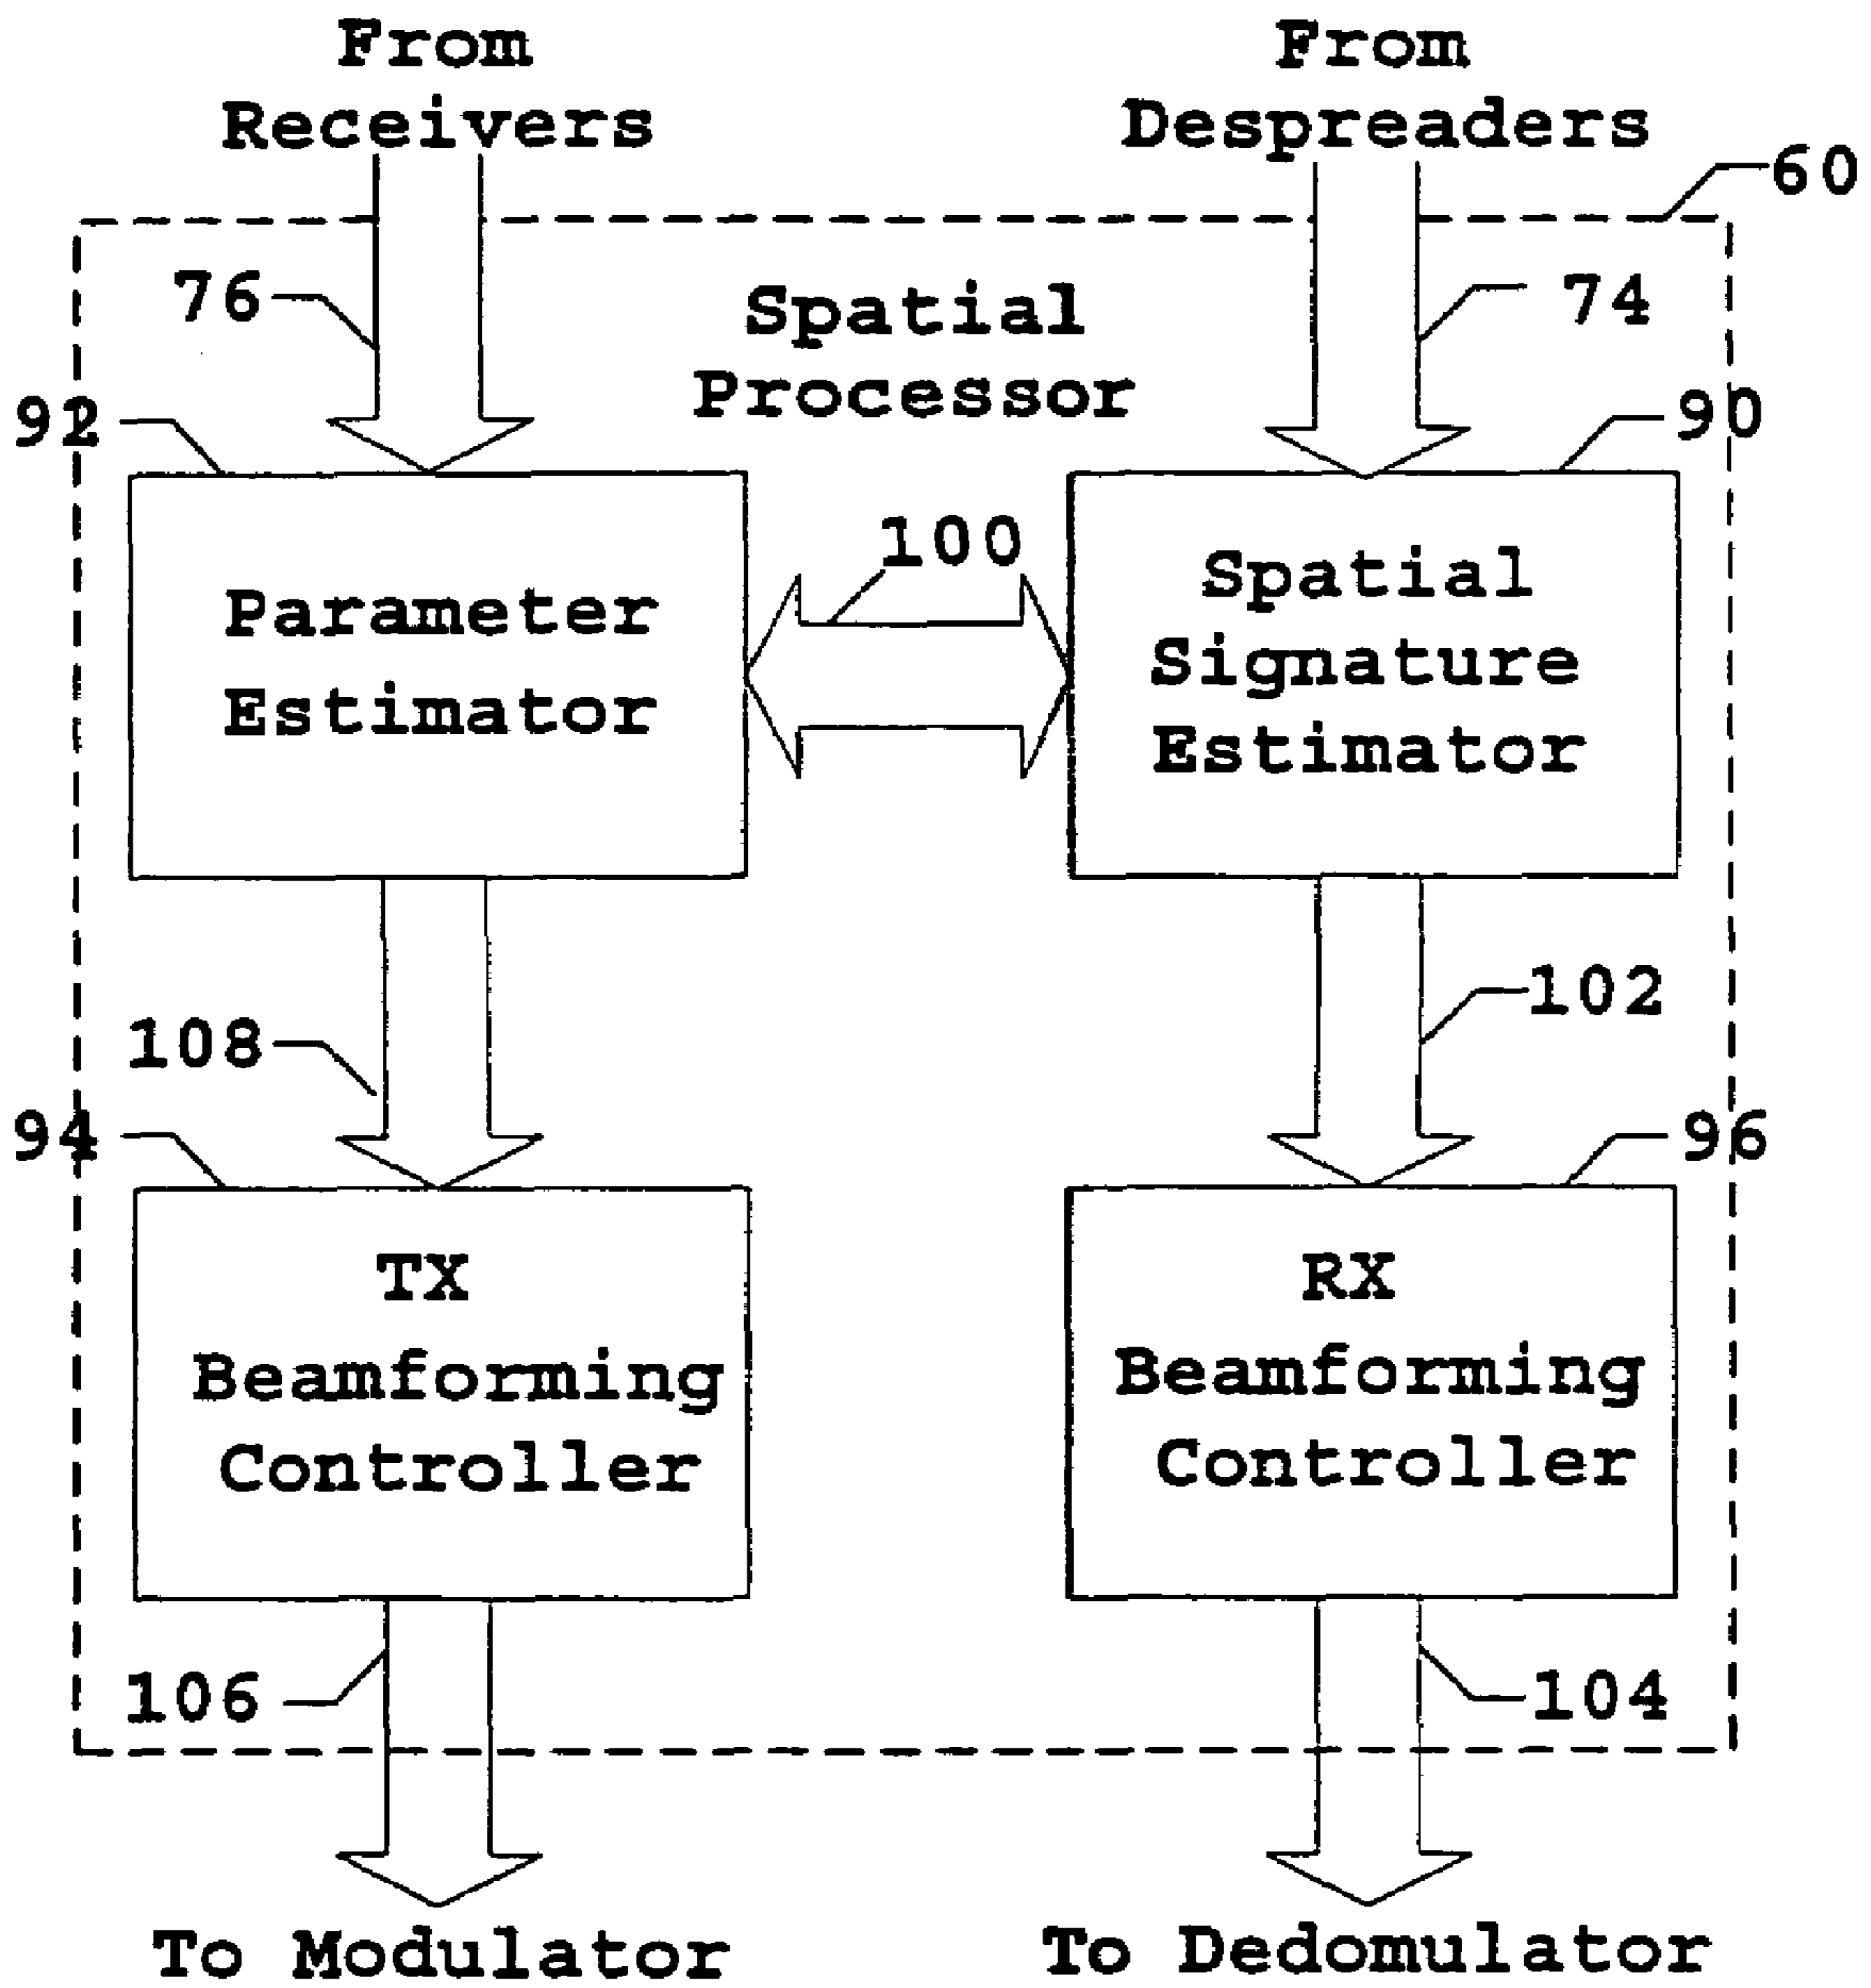 From
Receivers
From
Despreaders
60
76
Spatial
Processor
74
92
90
Parameter
Estimator
100
Spatial
Signature
Estimator
108
102
94
96
TX
Beamforming
Controller
RX
Beamforming
Controller
106
104
To Modulator
To Dedomulator